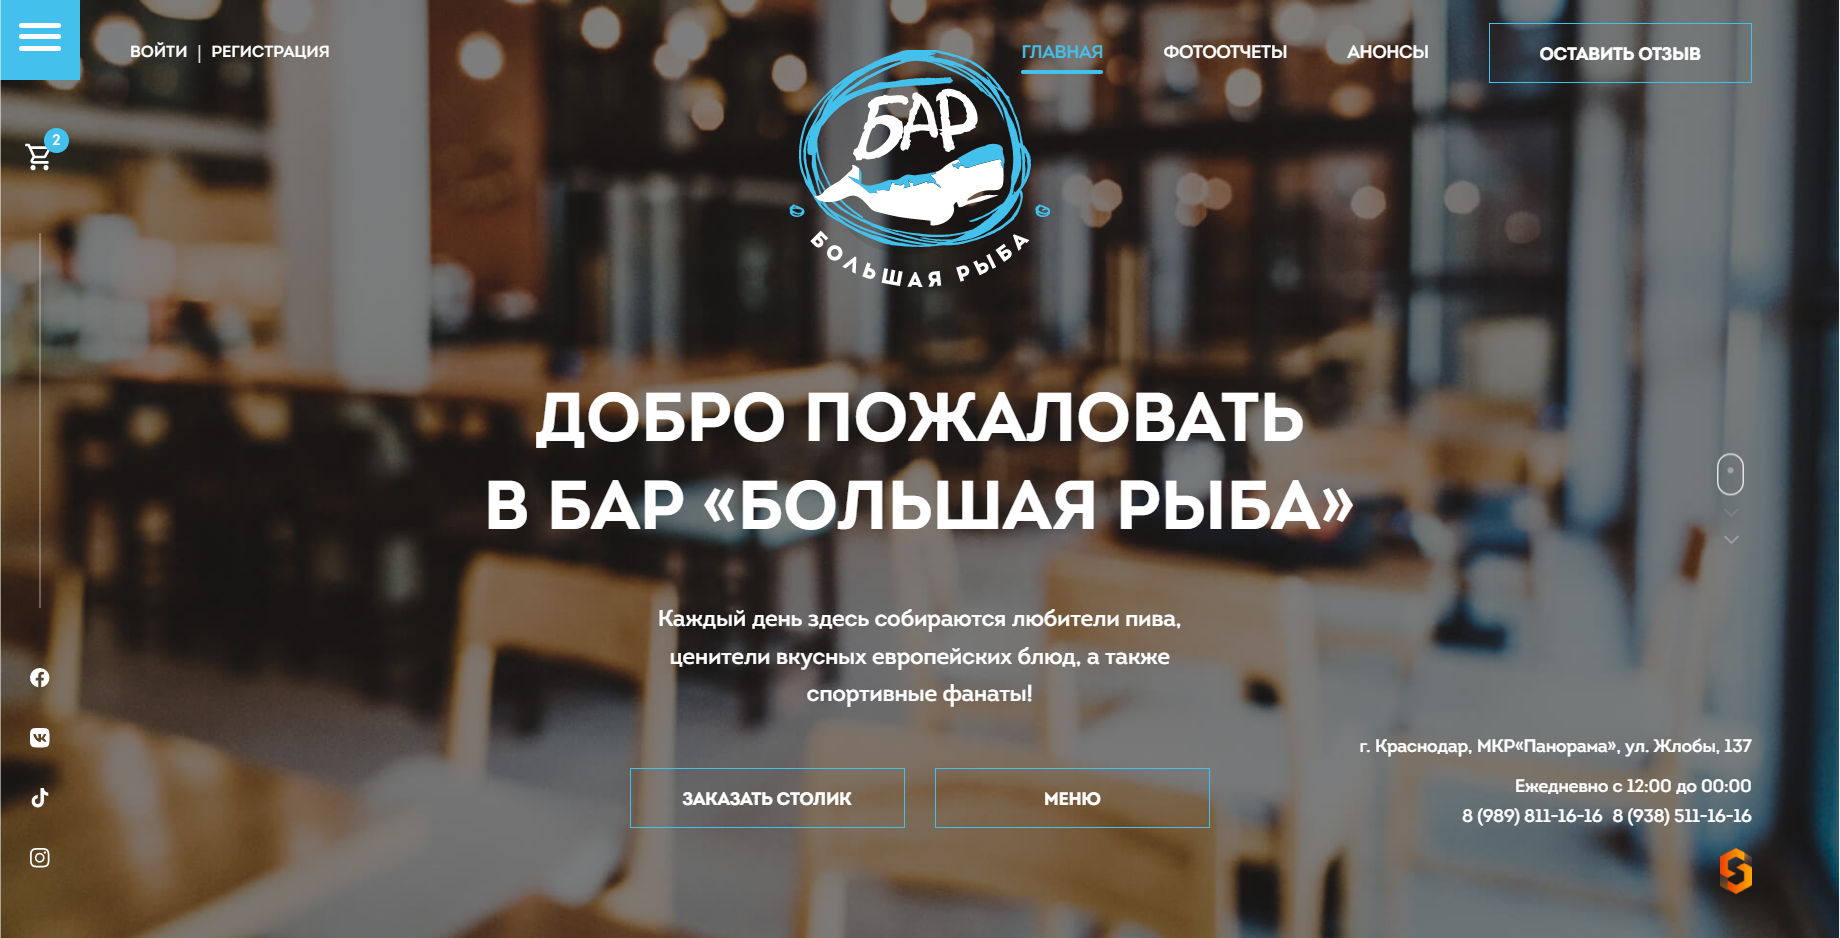 ВОЙТИ | РЕГИСТРАЦИЯ
ГЛАВНАЯ
ФОТООТЧЕТЫ
АНОНСЫ
ОСТАВИТЬ ОТЗЫВ
2
БАР
БОЛЬШАЯ РЫБА
ДОБРО ПОЖАЛОВАТЬ
В БАР «БОЛЬШАЯ РЫБА»
Каждый день здесь собираются любители пива,
ценители вкусных европейских блюд, а также
спортивные фанаты!
ЗАКАЗАТЬ СТОЛИК
МЕНЮ
г. Краснодар, МКР«Панорама», ул. Жлобы, 137
Ежедневно с 12:00 до 00:00
8 (989) 811-16-16 8 (938) 511-16-16